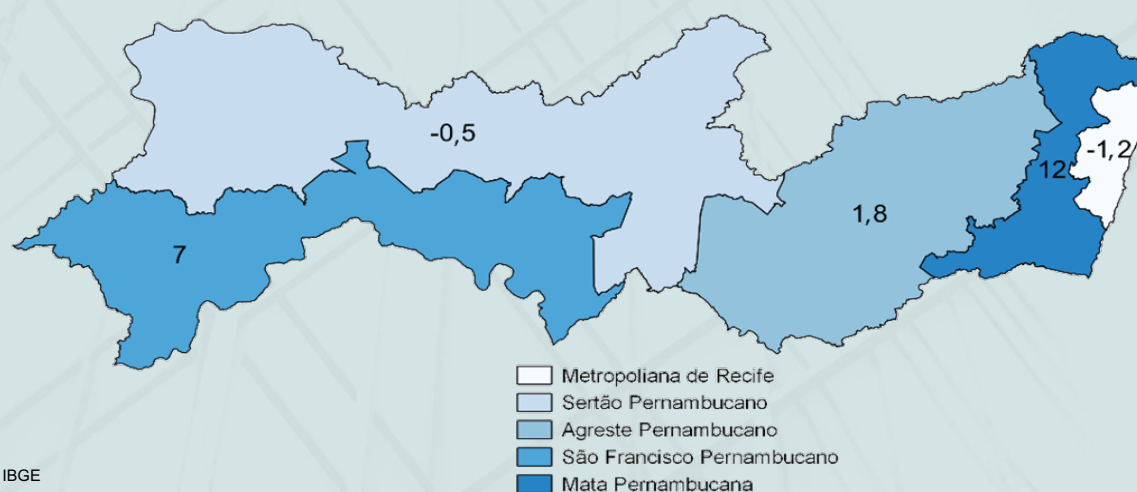 -0,5
12
-1,2
1,8
7
Metropoliana de Recife
Sertão Pernambucano
Agreste Pernambucano
São Francisco Pernambucano
Mata Pernambucana
IBGE